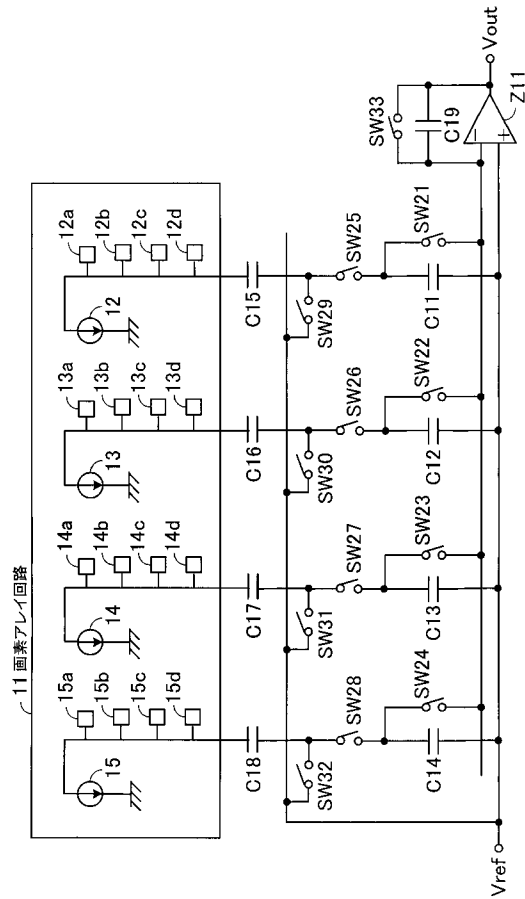 11 画素アレイ回路
15a
15b
15c
15d
15
14a
14b
14c
14d
14
13a
13b
13c
13d
13
12a
12b
12c
12d
12
C18
C17
C16
C15
SW32
SW31
SW30
SW29
SW28
SW27
SW26
SW25
SW24
SW23
SW22
SW21
C14
C13
C12
C11
SW33
C19
Vout
Z11
−
+
Vref